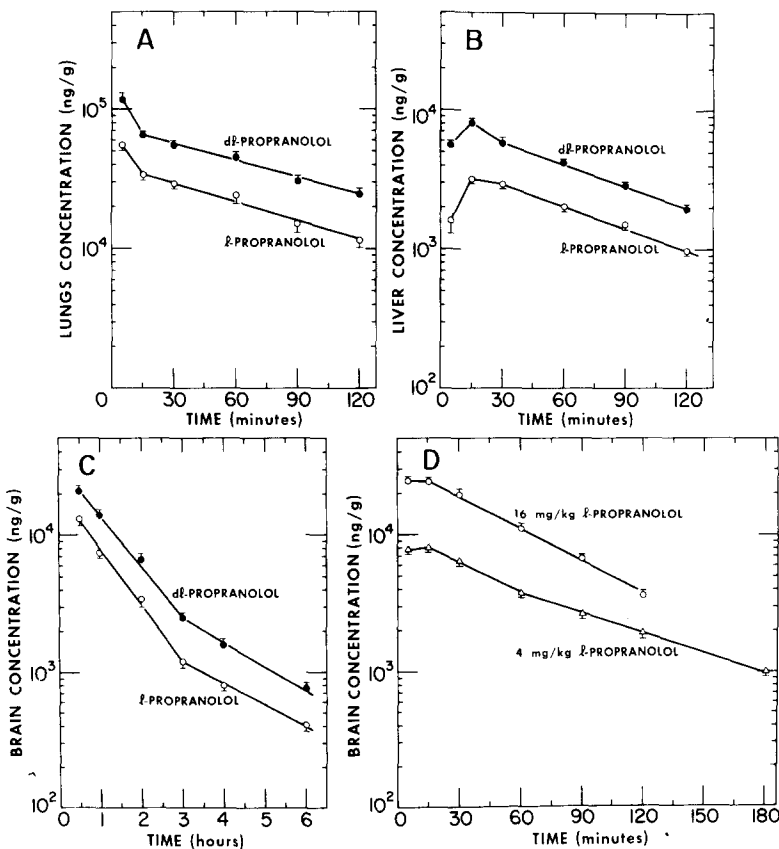 A
LUNGS CONCENTRATION (ng/g)
10^5
10^4
dℓ-PROPRANOLOL
ℓ-PROPRANOLOL
0 30 60 90 120
TIME (minutes)
B
LIVER CONCENTRATION (ng/g)
10^4
10^3
10^2
dℓ-PROPRANOLOL
ℓ-PROPRANOLOL
0 30 60 90 120
TIME (minutes)
C
BRAIN CONCENTRATION (ng/g)
10^4
10^3
10^2
dℓ-PROPRANOLOL
ℓ-PROPRANOLOL
0 1 2 3 4 5 6
TIME (hours)
D
BRAIN CONCENTRATION (ng/g)
10^4
10^3
10^2
16 mg/kg ℓ-PROPRANOLOL
4 mg/kg ℓ-PROPRANOLOL
0 30 60 90 120 150 180
TIME (minutes)